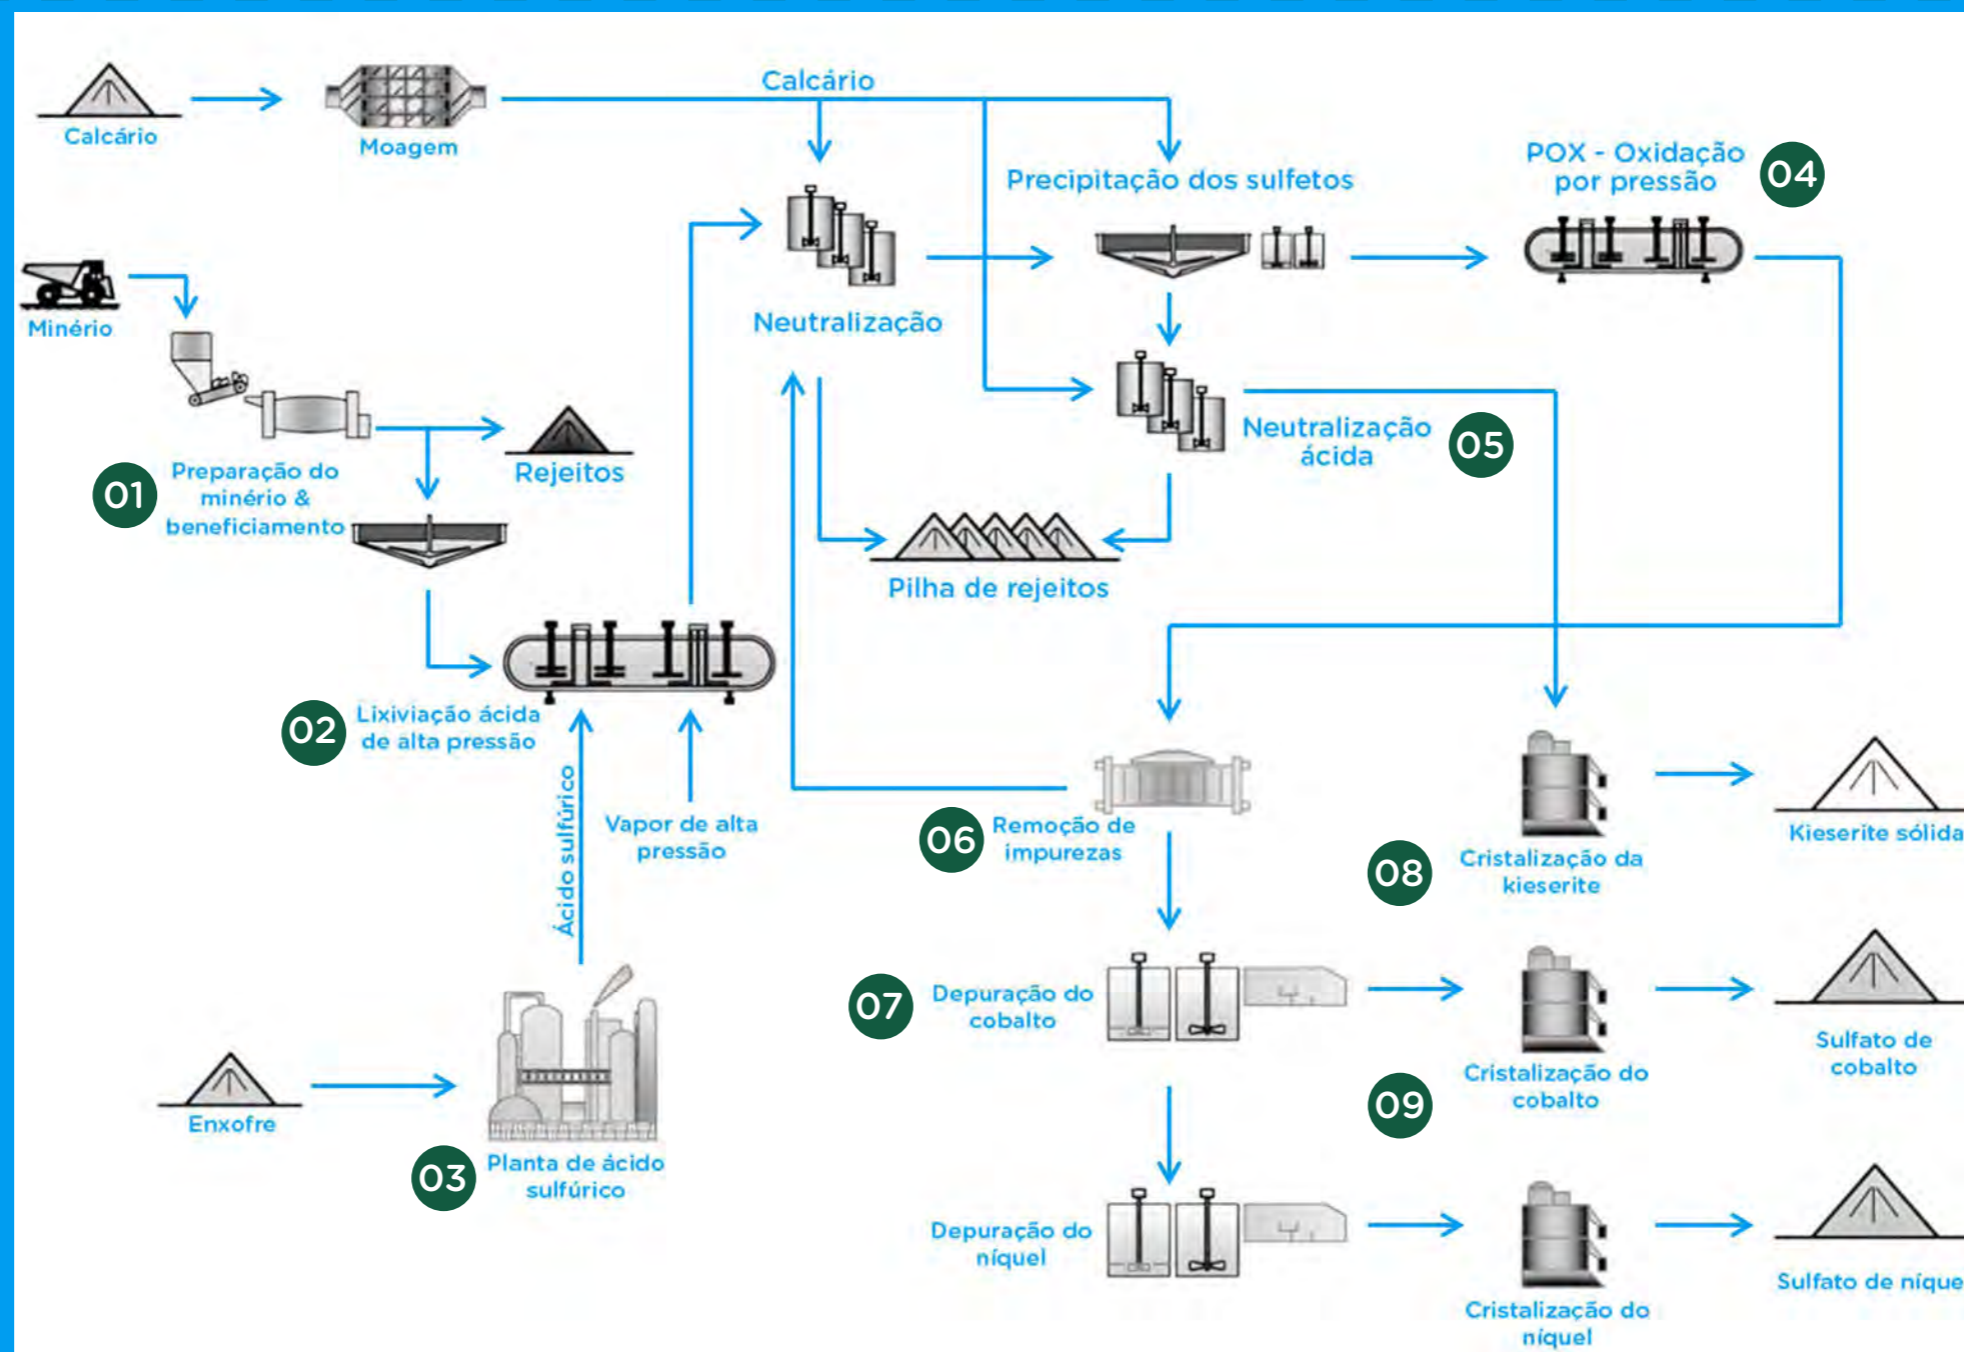 Calcário
Moagem
Calcário
Precipitação dos sulfetos
POX - Oxidação
por pressão
04
Minério
Neutralização
01
Preparação do
minério &
beneficiamento
Rejeitos
Neutralização
ácida
05
Pilha de rejeitos
02
Lixiviação ácida
de alta pressão
Ácido sulfúrico
Vapor de alta
pressão
06
Remoção de
impurezas
08
Cristalização da
kieserite
Kieserite sólida
07
Depuração do
cobalto
Cristalização do
cobalto
Sulfato de
cobalto
09
Enxofre
03
Planta de ácido
sulfúrico
Depuração do
níquel
Cristalização do
níquel
Sulfato de níque